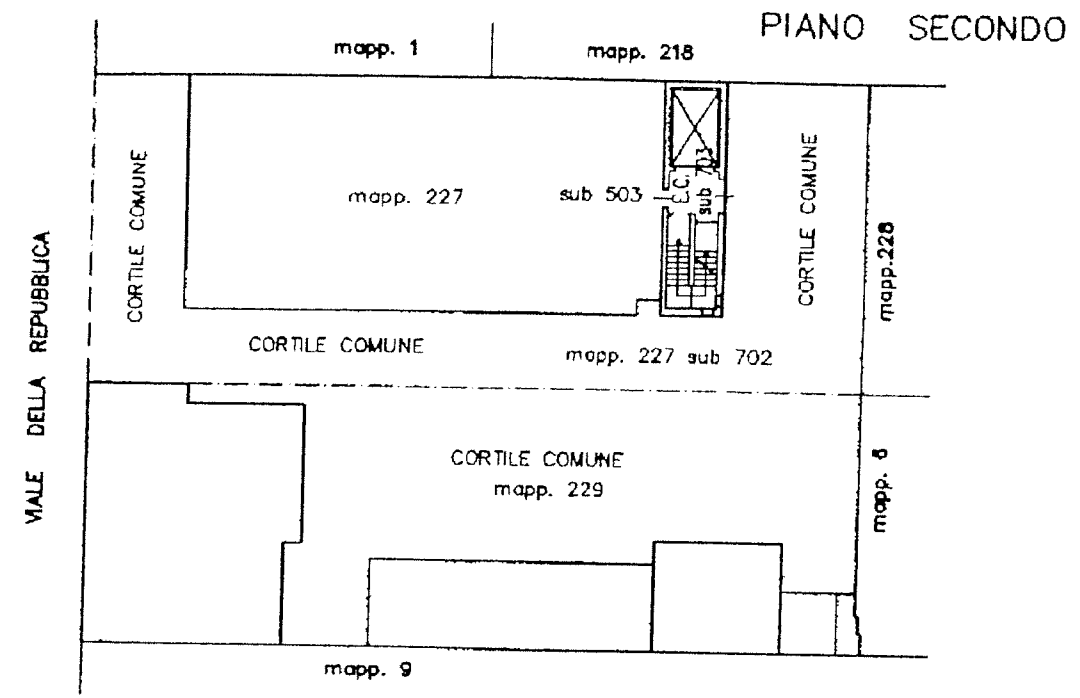 PIANO SECONDO
mapp. 1
mapp. 218
CORTILE COMUNE
mapp. 227
sub 503
E.C.
sub 703
CORTILE COMUNE
mapp.228
VIALE DELLA REPUBBLICA
CORTILE COMUNE
mapp. 227 sub 702
CORTILE COMUNE
mapp. 229
mapp. 6
mapp. 9